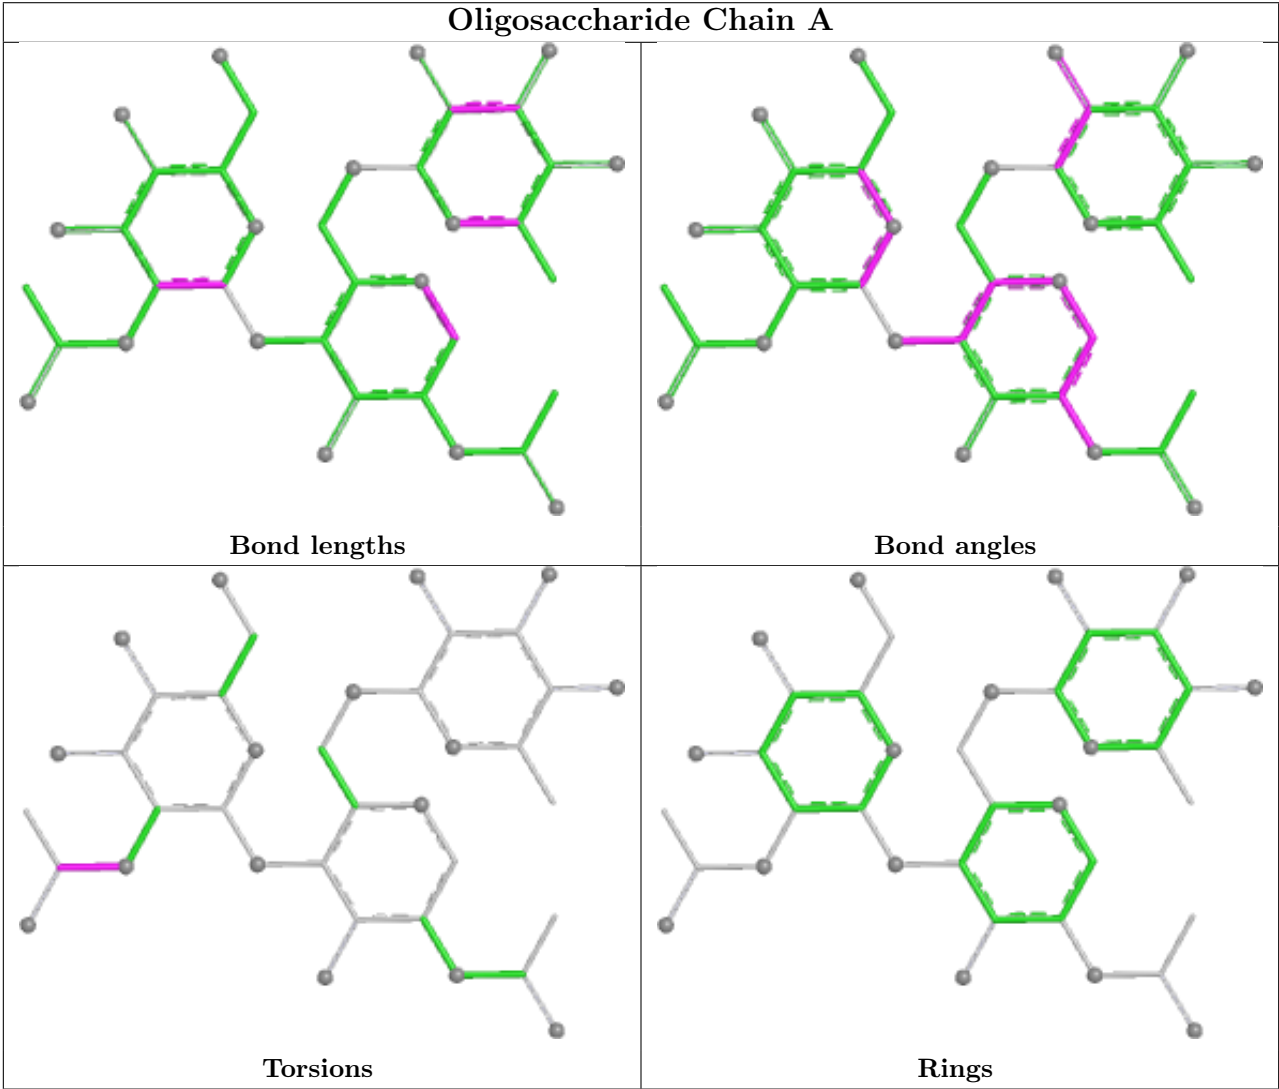 Oligosaccharide Chain A
Bond lengths
Bond angles
Torsions
Rings